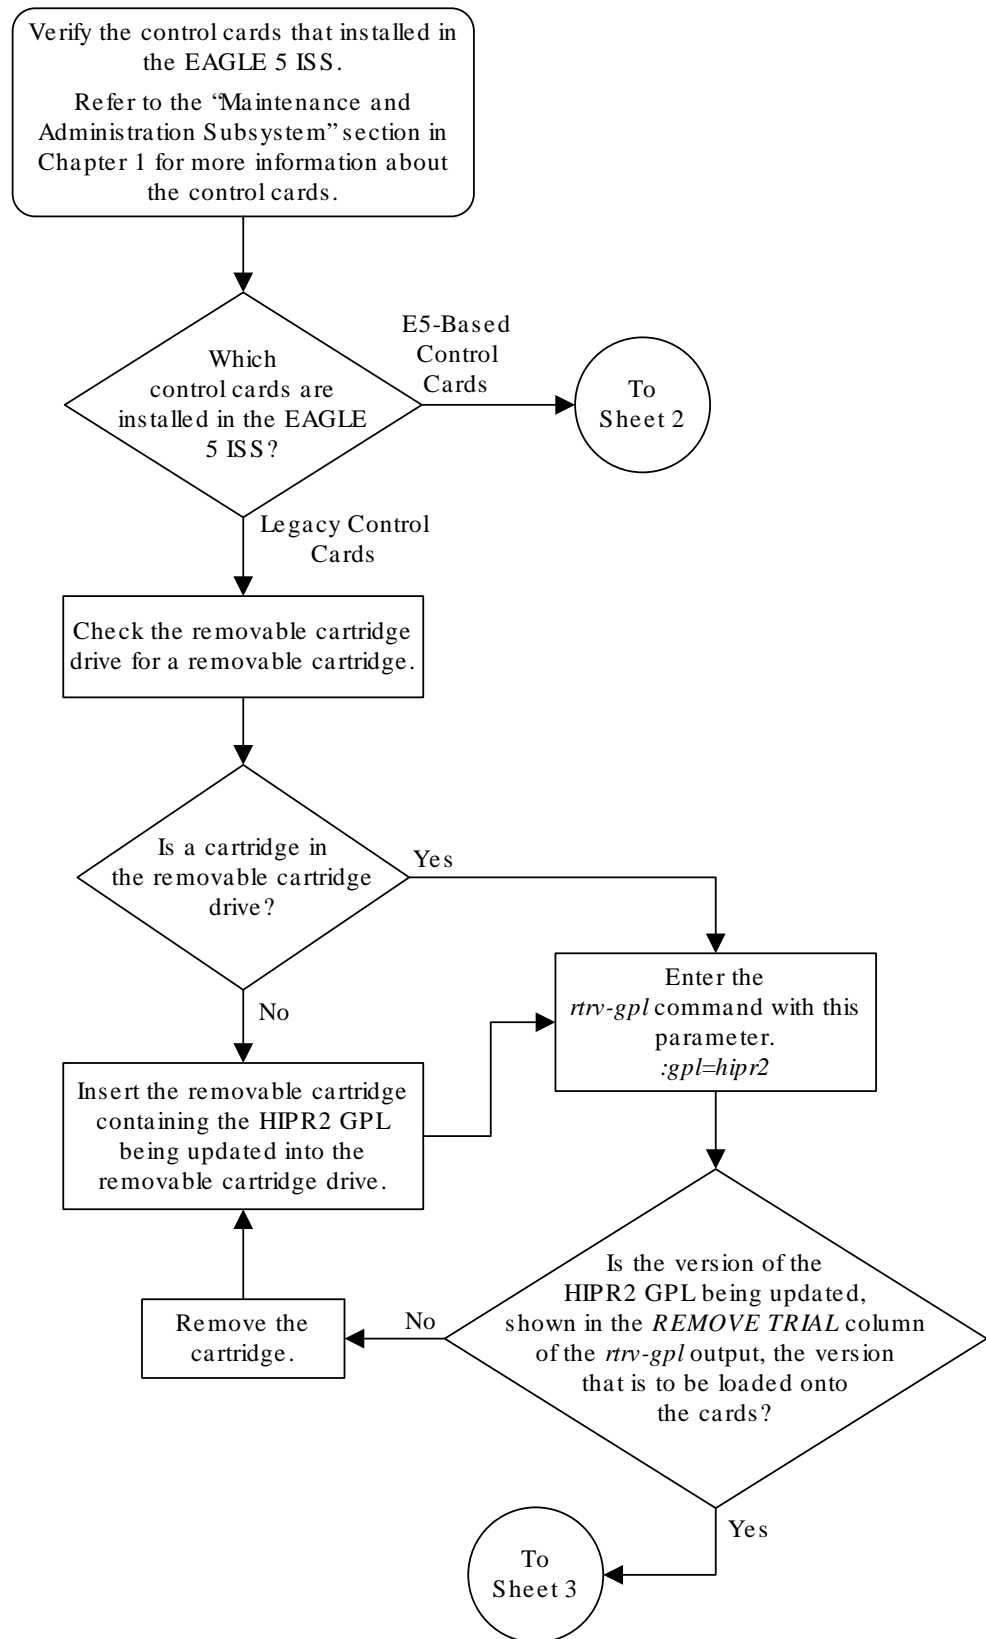 Verify the control cards that installed in
the EAGLE 5 ISS.
Refer to the “Maintenance and
Administration Subsystem” section in
Chapter 1 for more information about
the control cards.
Which
control cards are
installed in the EAGLE
5 ISS?
E5-Based
Control
Cards
To
Sheet 2
Legacy Control
Cards
Check the removable cartridge
drive for a removable cartridge.
Is a cartridge in
the removable cartridge
drive?
Yes
No
Enter the
rtrv-gpl command with this
parameter.
:gpl=hipr2
Insert the removable cartridge
containing the HIPR2 GPL
being updated into the
removable cartridge drive.
Is the version of the
HIPR2 GPL being updated,
shown in the REMOVE TRIAL column
of the rtrv-gpl output, the version
that is to be loaded onto
the cards?
No
Remove the
cartridge.
Yes
To
Sheet 3